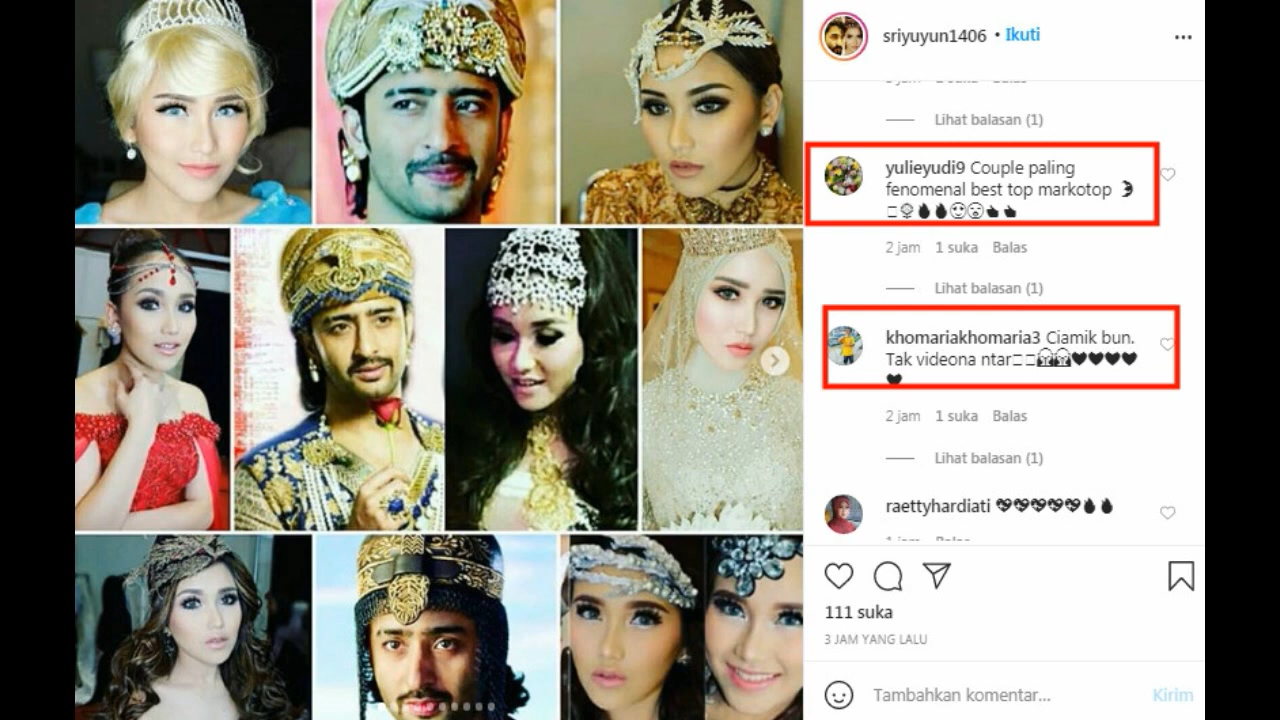 sriyuyun1406 • Ikuti
Lihat balasan (1)
yulieyudi9 Couple paling
fenomenal best top markotop
2 jam 1 suka Balas
Lihat balasan (1)
khomariakhomaria3 Ciamik bun.
Tak videona ntar
2 jam 1 suka Balas
Lihat balasan (1)
raettyhardiati
111 suka
3 JAM YANG LALU
Tambahkan komentar... Kirim